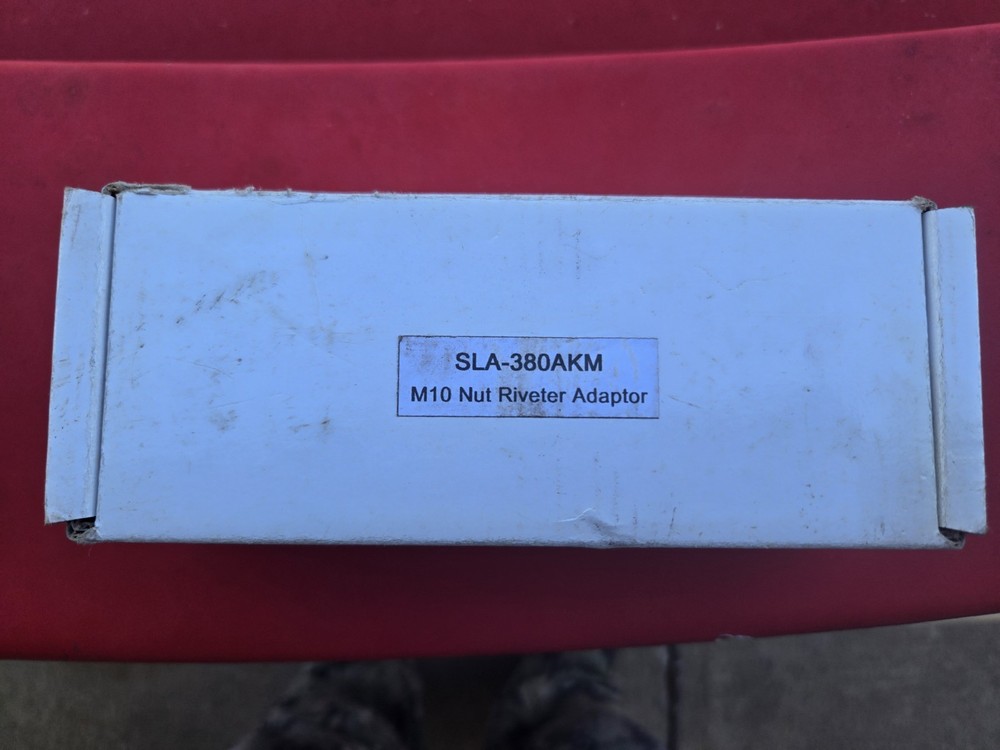 SLA-380AKM
M10 Nut Riveter Adaptor